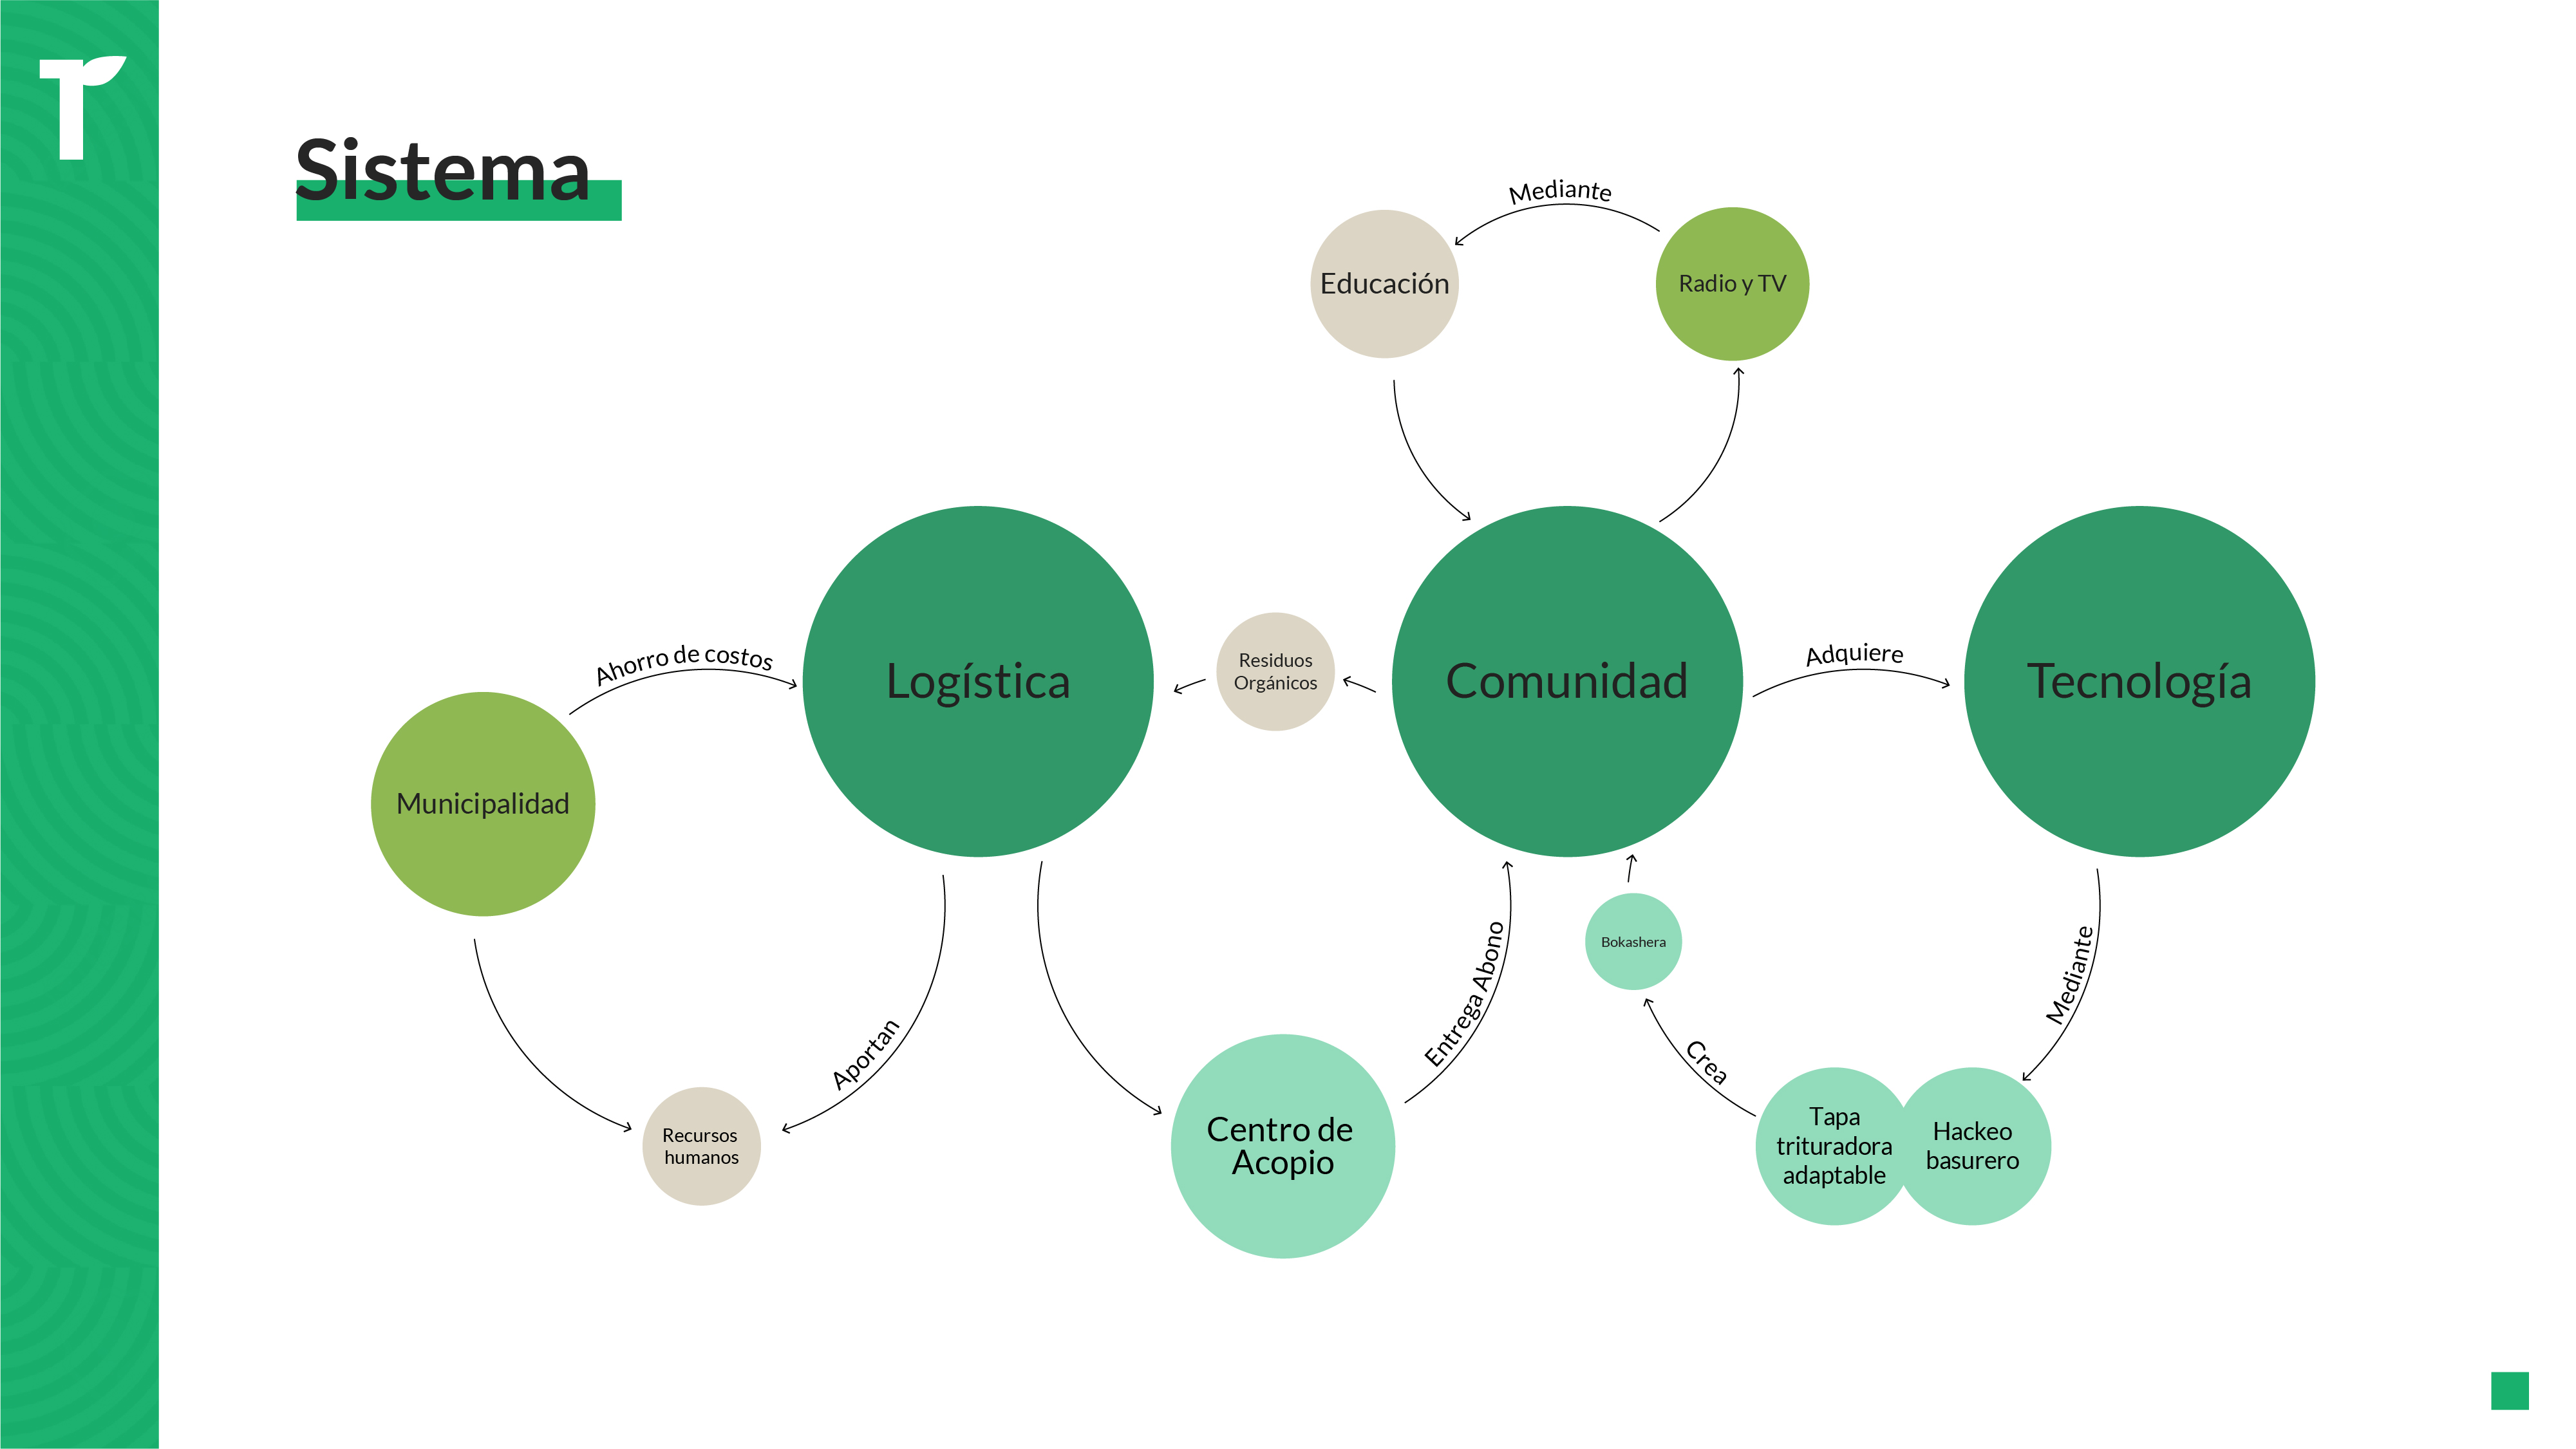 Sistema
Mediante
Educación
Radio y TV
Ahorro de costos
Logística
Residuos
Orgánicos
Comunidad
Adquiere
Tecnología
Municipalidad
Bokashera
Entrega Abono
Mediante
Aportan
Crea
Recursos
humanos
Centro de
Acopio
Tapa
trituradora
adaptable
Hackeo
basurero